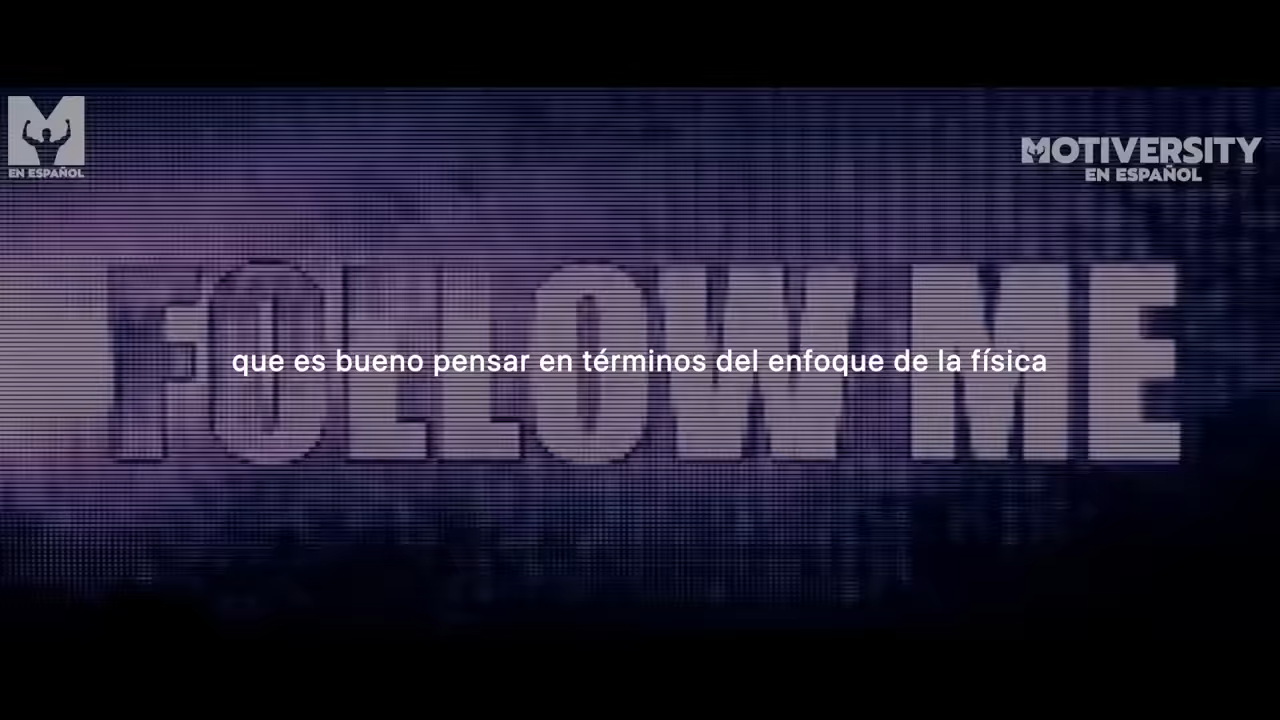 EN ESPAÑOL
MOTIVERSITY
EN ESPAÑOL
FOLLOW ME
que es bueno pensar en términos del enfoque de la física